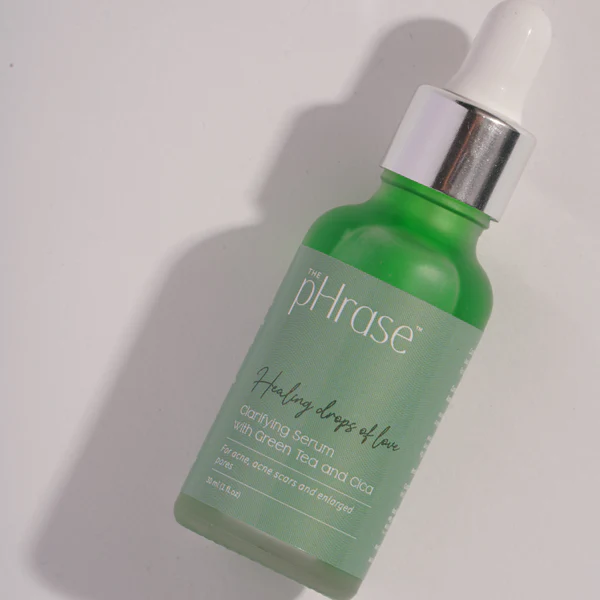 THE
pHrase™
Healing drops of love
Clarifying Serum
with Green Tea and Cica
For acne, acne scars and enlarged
pores